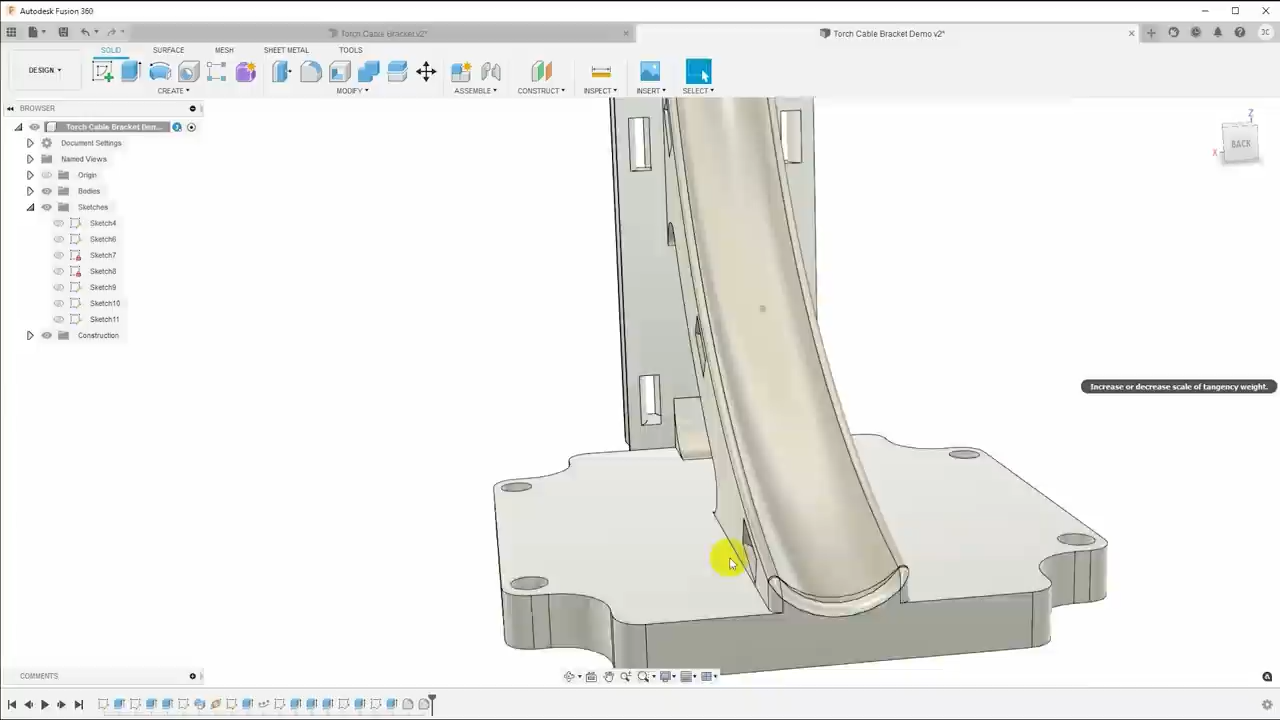 Autodesk Fusion 360
Torch Cable Bracket v2*
Torch Cable Bracket Demo v2*
JC
SOLID
SURFACE
MESH
SHEET METAL
TOOLS
DESIGN
CREATE
MODIFY
ASSEMBLE
CONSTRUCT
INSPECT
INSERT
SELECT
BROWSER
Torch Cable Bracket Dem...
Document Settings
Named Views
Origin
Bodies
Sketches
Sketch4
Sketch6
Sketch7
Sketch8
Sketch9
Sketch10
Sketch11
Construction
Z
BACK
X
Increase or decrease scale of tangency weight.
COMMENTS